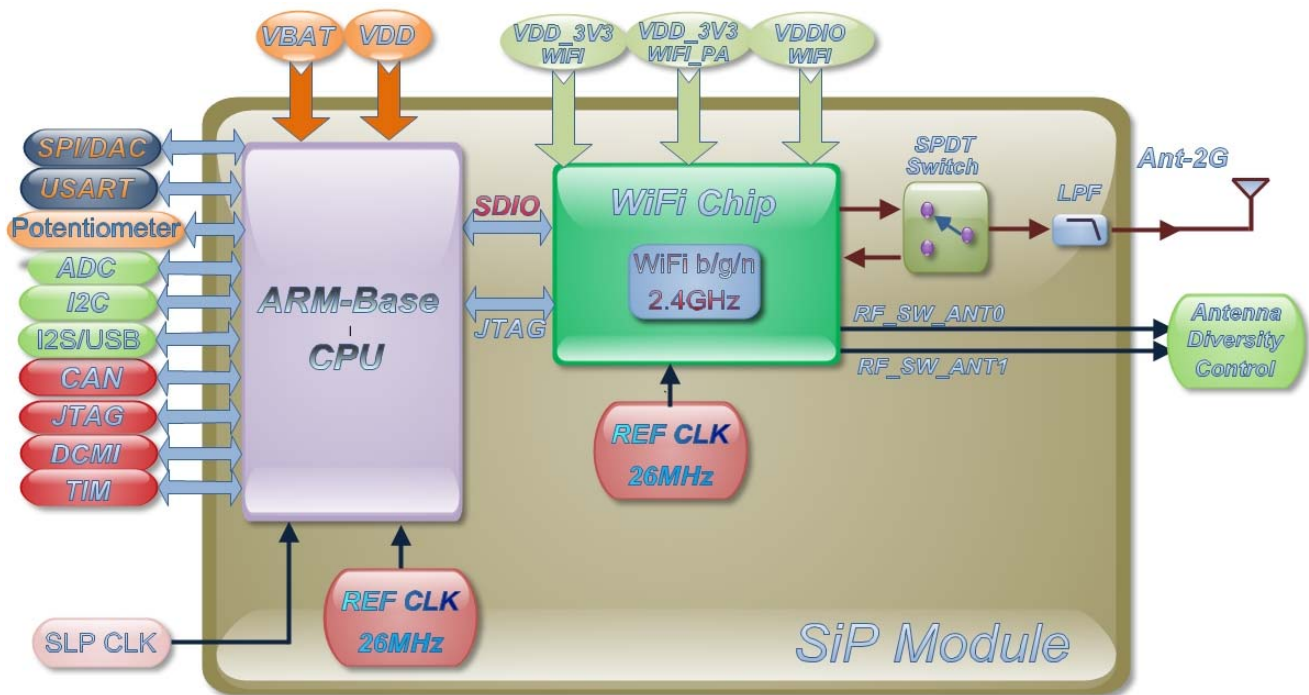 VBAT
VDD
VDD_3V3
WIFI
VDD_3V3
WIFI_PA
VDDIO
WIFI
SPI/DAC
USART
Potentiometer
ADC
I2C
I2S/USB
CAN
JTAG
DCMI
TIM
ARM-Base
-
CPU
SDIO
JTAG
WiFi Chip
WiFi b/g/n
2.4GHz
SPDT
Switch
LPF
Ant-2G
RF_SW_ANT0
RF_SW_ANT1
Antenna
Diversity
Control
REF CLK
26MHz
REF CLK
26MHz
SLP CLK
SiP Module